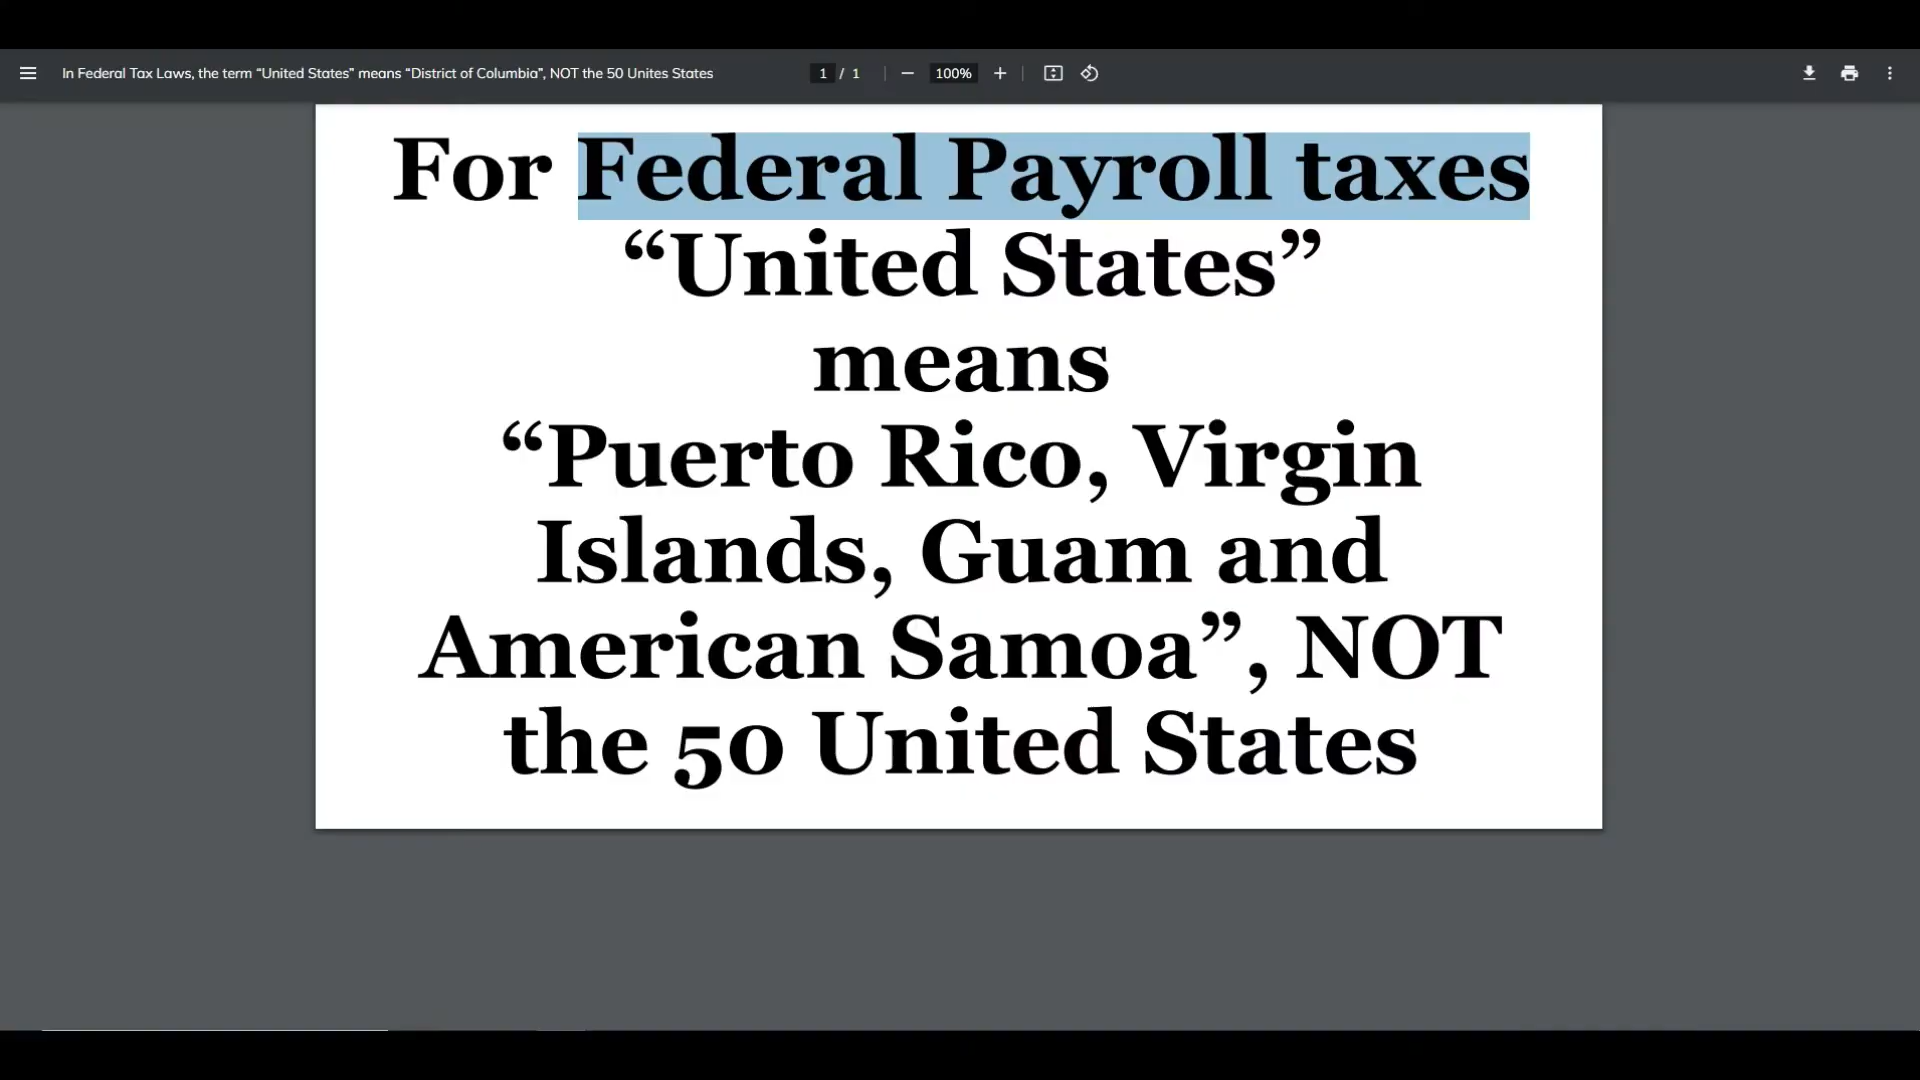 In Federal Tax Laws, the term “United States” means “District of Columbia”, NOT the 50 Unites States
1 / 1
100%
For Federal Payroll taxes
“United States”
means
“Puerto Rico, Virgin
Islands, Guam and
American Samoa”, NOT
the 50 United States